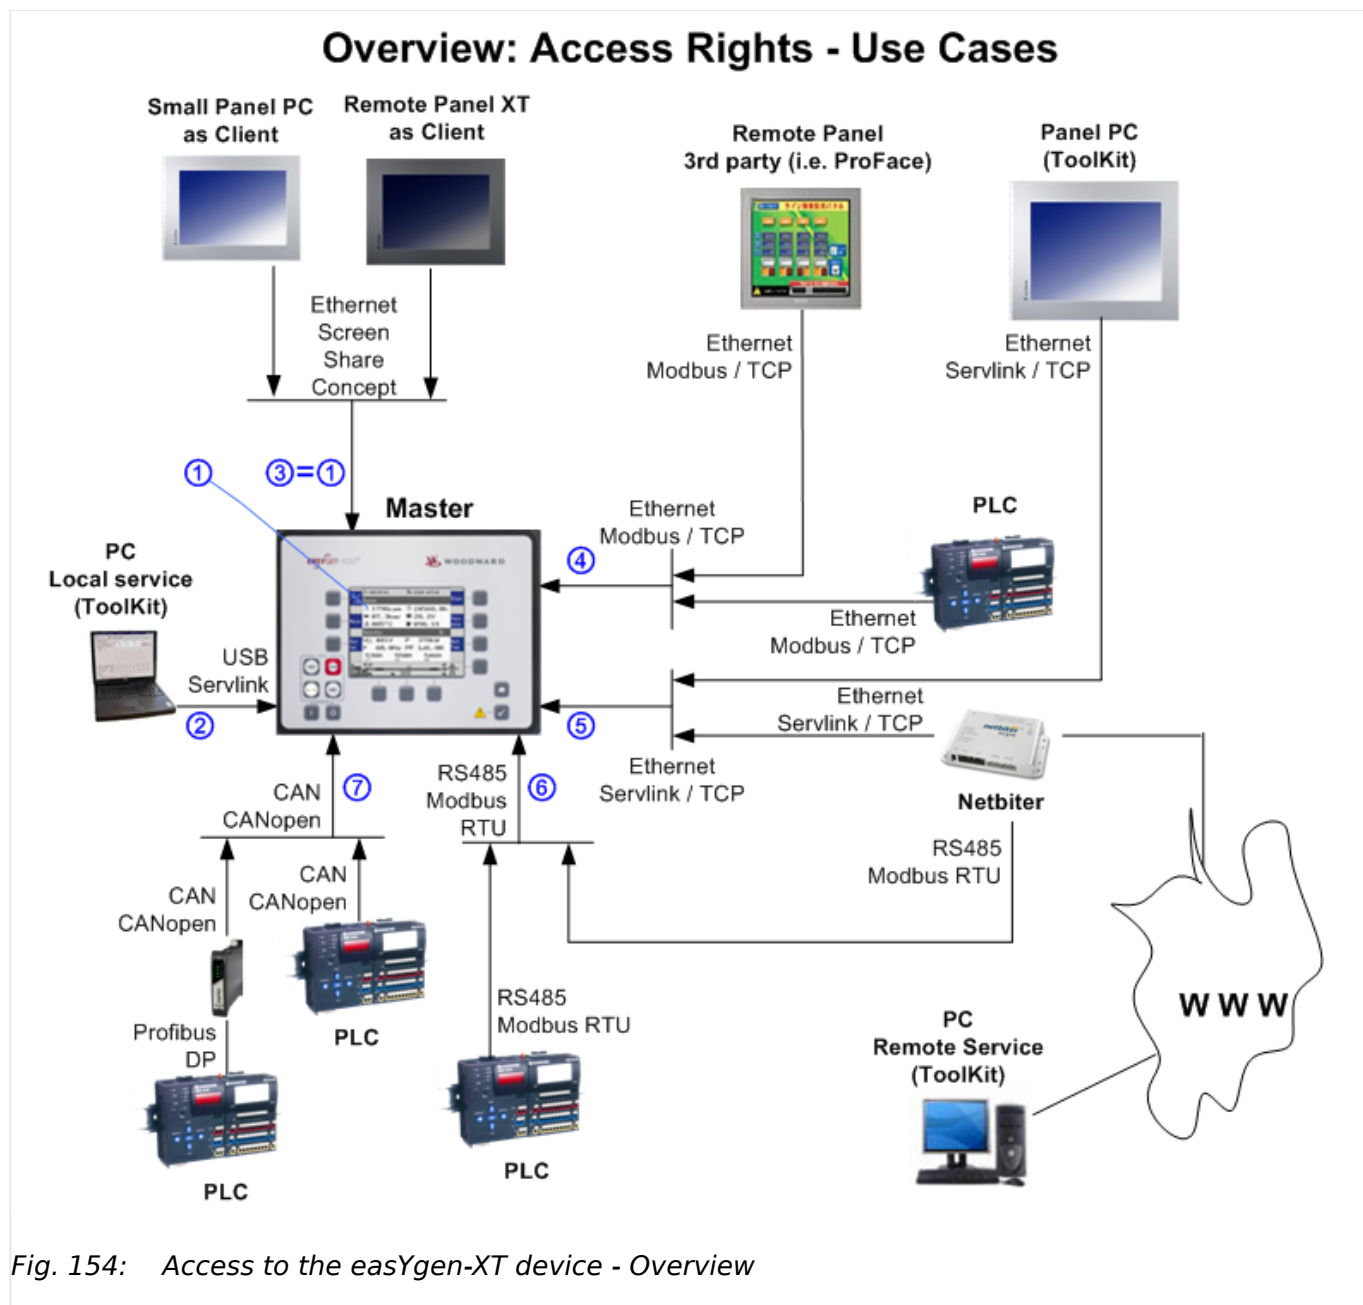 Overview: Access Rights - Use Cases
Small Panel PC
as Client
Remote Panel XT
as Client
Remote Panel
3rd party (i.e. ProFace)
Panel PC
(ToolKit)
Ethernet
Screen
Share
Concept
Ethernet
Modbus / TCP
Ethernet
Servlink / TCP
①
③=①
Master
Ethernet
Modbus / TCP
④
PLC
WOODWARD
PC
Local service
(ToolKit)
USB
Servlink
②
Ethernet
Modbus / TCP
⑤
Ethernet
Servlink / TCP
Ethernet
Servlink / TCP
netbiter
Netbiter
CAN
CANopen
⑦
RS485
Modbus
RTU
⑥
RS485
Modbus RTU
CAN
CANopen
CAN
CANopen
Profibus
DP
PLC
RS485
Modbus RTU
PLC
PLC
W W W
PC
Remote Service
(ToolKit)
Fig. 154: Access to the easYgen-XT device - Overview